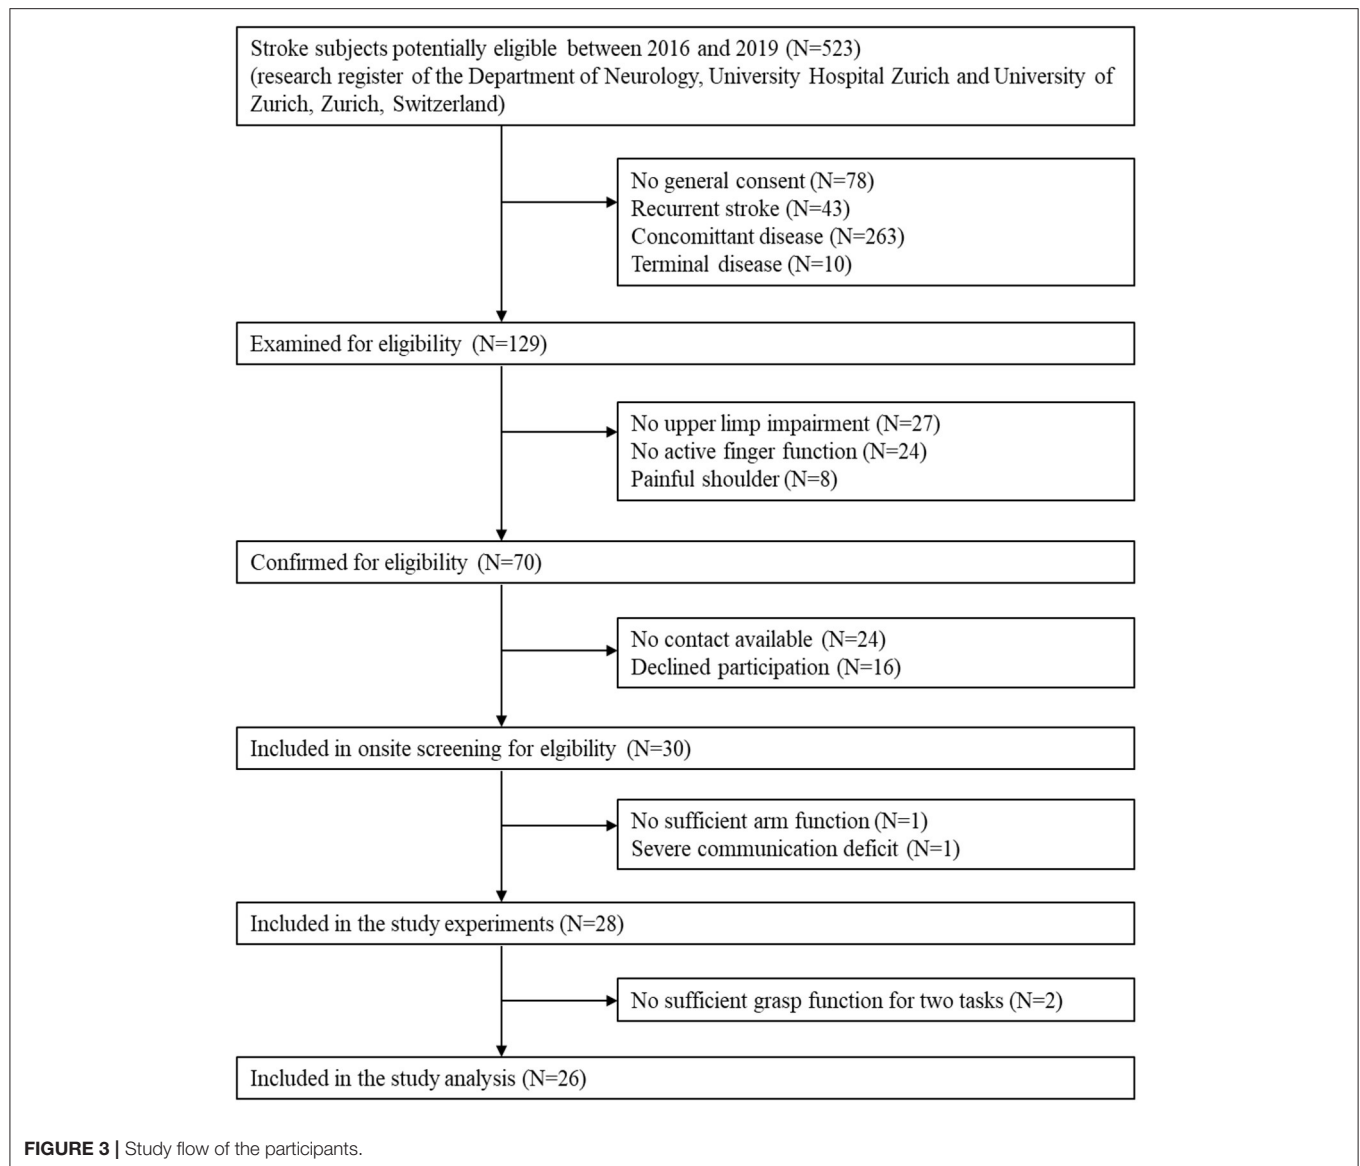 Stroke subjects potentially eligible between 2016 and 2019 (N=523)
(research register of the Department of Neurology, University Hospital Zurich and University of
Zurich, Zurich, Switzerland)
No general consent (N=78)
Recurrent stroke (N=43)
Concomittant disease (N=263)
Terminal disease (N=10)
Examined for eligibility (N=129)
No upper limp impairment (N=27)
No active finger function (N=24)
Painful shoulder (N=8)
Confirmed for eligibility (N=70)
No contact available (N=24)
Declined participation (N=16)
Included in onsite screening for elgibility (N=30)
No sufficient arm function (N=1)
Severe communication deficit (N=1)
Included in the study experiments (N=28)
No sufficient grasp function for two tasks (N=2)
Included in the study analysis (N=26)
FIGURE 3 | Study flow of the participants.